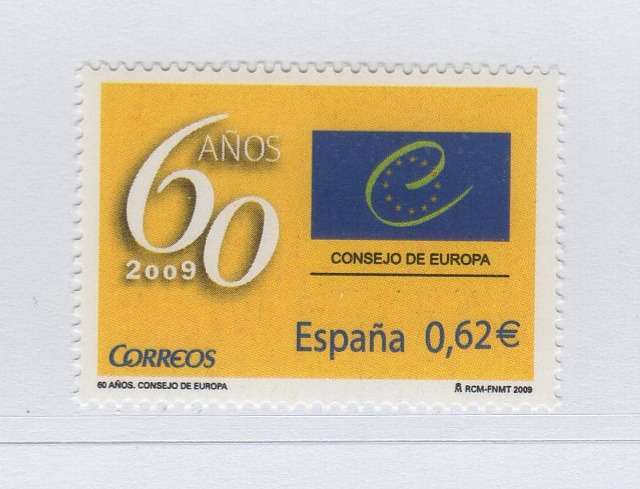 60 AÑOS
2009
CONSEJO DE EUROPA
España 0,62€
CORREOS
60 AÑOS. CONSEJO DE EUROPA
RCM-FNMT 2009